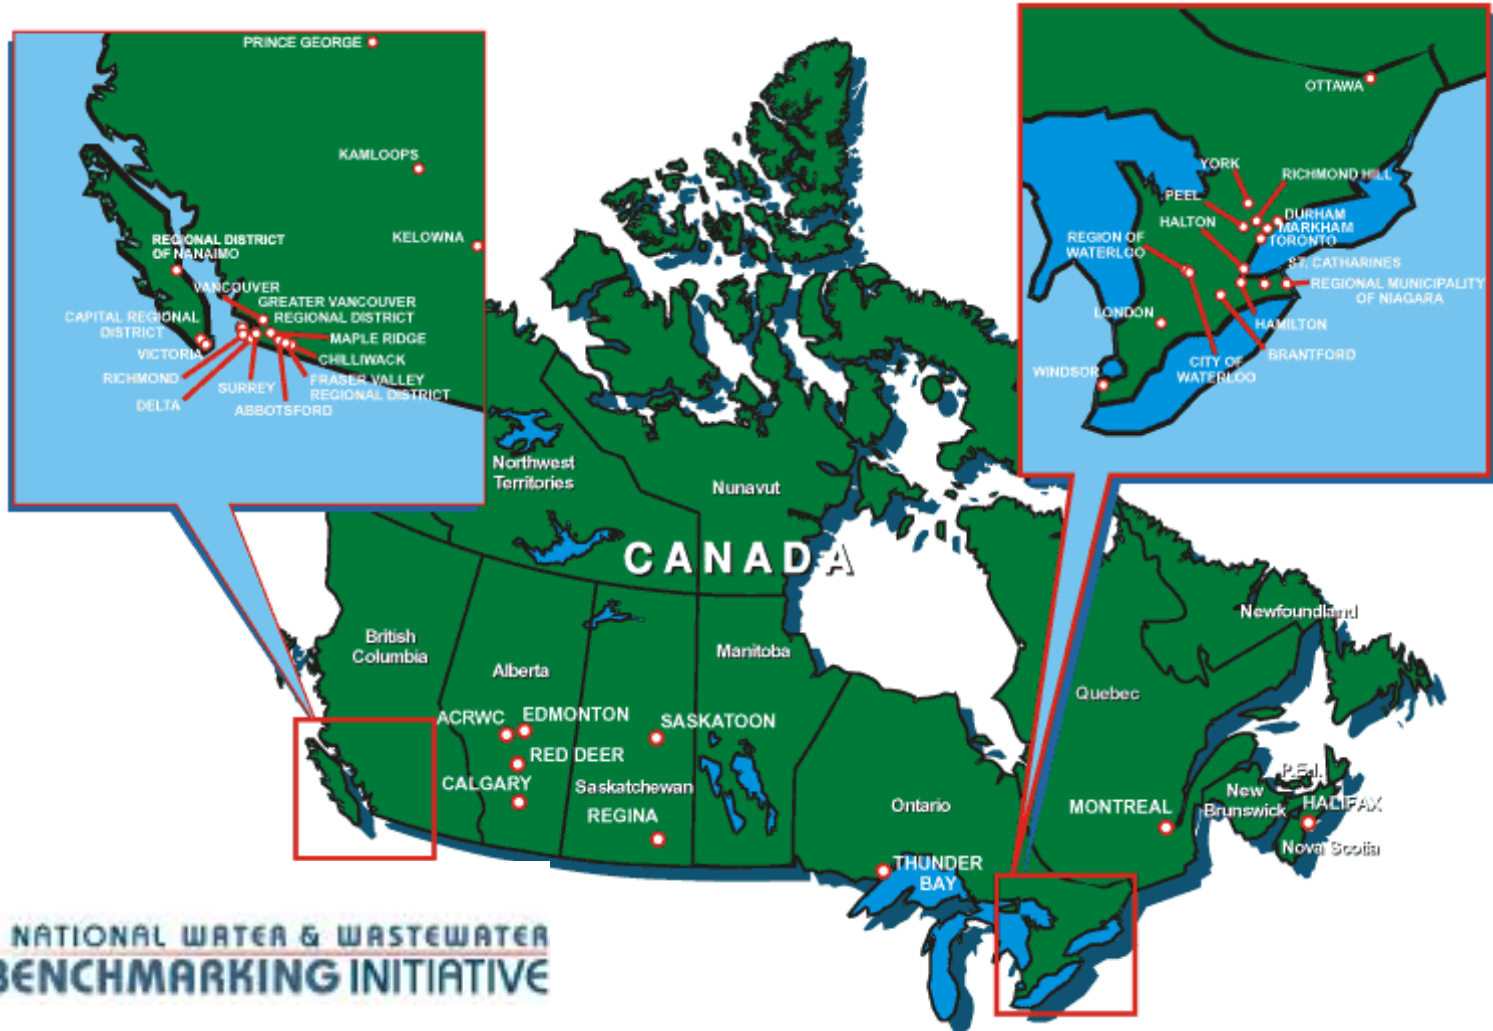 PRINCE GEORGE
KAMLOOPS
KELOWNA
REGIONAL DISTRICT
OF NANAIMO
VANCOUVER
GREATER VANCOUVER
REGIONAL DISTRICT
CAPITAL REGIONAL
DISTRICT
MAPLE RIDGE
VICTORIA
CHILLIWACK
RICHMOND
SURREY
FRASER VALLEY
REGIONAL DISTRICT
DELTA
ABBOTSFORD
OTTAWA
YORK
RICHMOND HILL
PEEL
HALTON
DURHAM
MARKHAM
TORONTO
REGION OF
WATERLOO
ST. CATHARINES
REGIONAL MUNICIPALITY
OF NIAGARA
LONDON
HAMILTON
BRANTFORD
CITY OF
WATERLOO
WINDSOR
Northwest
Territories
Nunavut
CANADA
British
Columbia
Alberta
Manitoba
Newfoundland
Quebec
ACRWC
EDMONTON
SASKATOON
RED DEER
CALGARY
Saskatchewan
REGINA
Ontario
MONTREAL
P.E.I.
New
Brunswick
HALIFAX
Nova Scotia
THUNDER
BAY
NATIONAL WATER & WASTEWATER
BENCHMARKING INITIATIVE